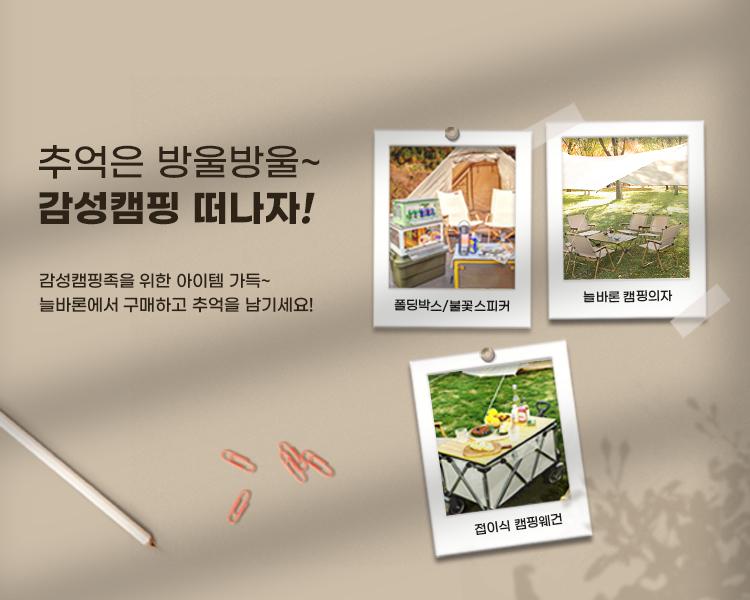 추억은 방울방울~
감성캠핑 떠나자!
감성캠핑족을 위한 아이템 가득~
늘바론에서 구매하고 추억을 남기세요!
폴딩박스/불꽃스피커
늘바론 캠핑의자
접이식 캠핑웨건